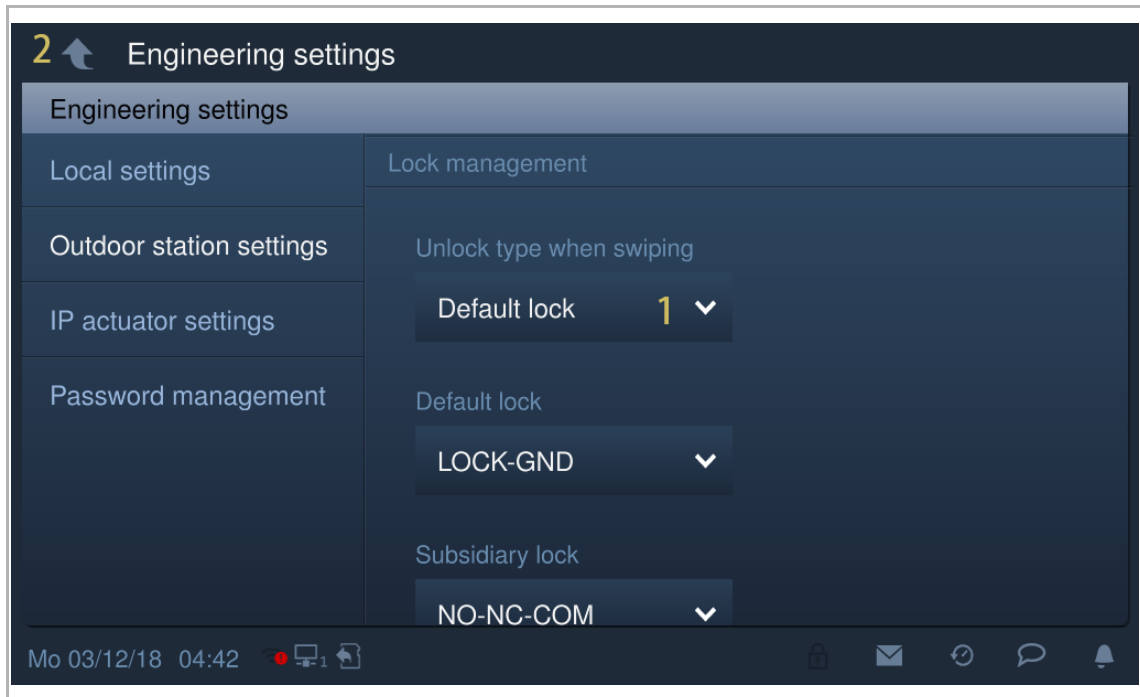 2 Engineering settings
Engineering settings
Local settings
Outdoor station settings
IP actuator settings
Password management
Lock management
Unlock type when swiping
Default lock 1
Default lock
LOCK-GND
Subsidiary lock
NO-NC-COM
Mo 03/12/18 04:42 1